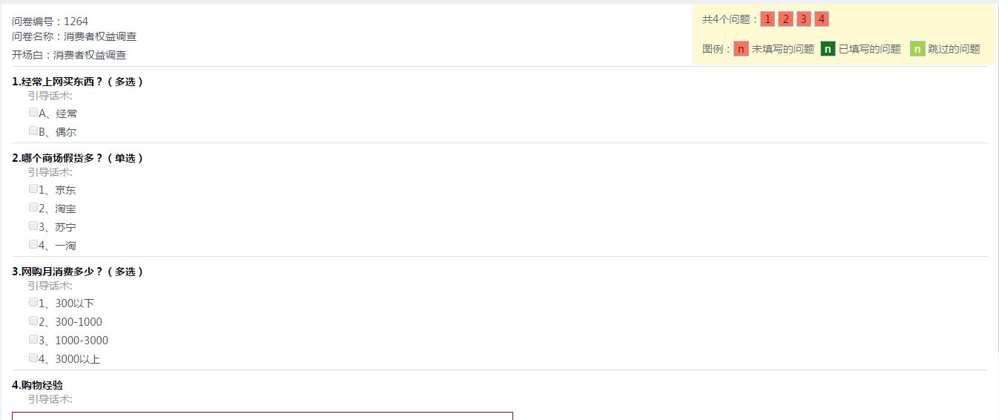 问卷编号：1264
问卷名称：消费者权益调查
开场白：消费者权益调查
共4个问题： 1 2 3 4
图例： n 未填写的问题 n 已填写的问题 n 跳过的问题
1.经常上网买东西？（多选）
引导话术:
A、经常
B、偶尔
2.哪个商场假货多？（单选）
引导话术:
1、京东
2、淘宝
3、苏宁
4、一淘
3.网购月消费多少？（多选）
引导话术:
1、300以下
2、300-1000
3、1000-3000
4、3000以上
4.购物经验
引导话术: